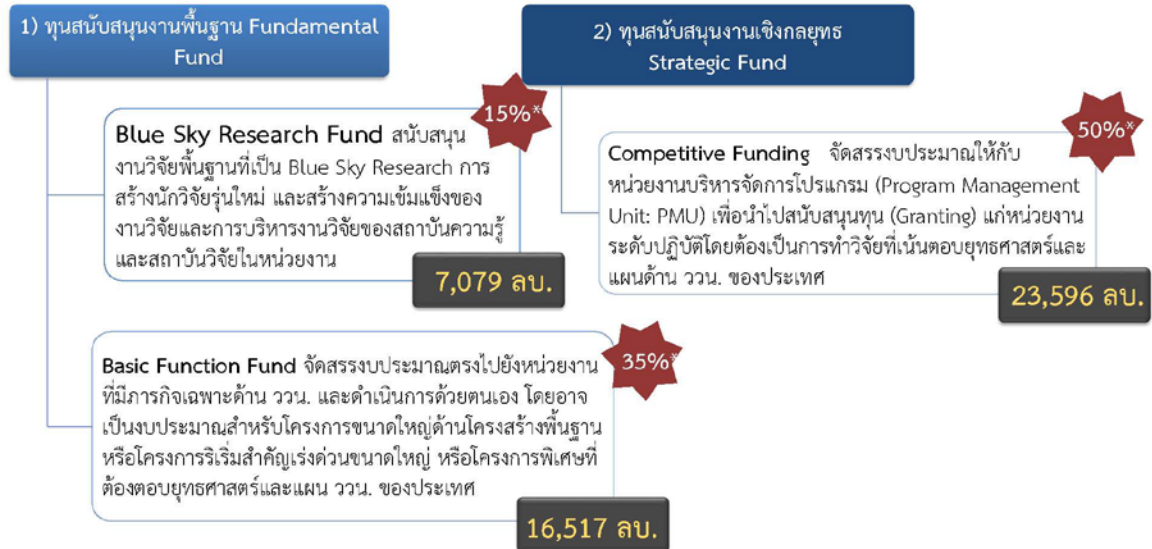 1) ทุนสนับสนุนงานพื้นฐาน Fundamental
Fund
15%*
Blue Sky Research Fund สนับสนุน
งานวิจัยพื้นฐานที่เป็น Blue Sky Research การ
สร้างนักวิจัยรุ่นใหม่ และสร้างความเข้มแข็งของ
งานวิจัยและการบริหารงานวิจัยของสถาบันความรู้
และสถาบันวิจัยในหน่วยงาน
7,079 ลบ.
35%*
Basic Function Fund จัดสรรงบประมาณตรงไปยังหน่วยงาน
ที่มีภารกิจเฉพาะด้าน ววน. และดำเนินการด้วยตนเอง โดยอาจ
เป็นงบประมาณสำหรับโครงการขนาดใหญ่ด้านโครงสร้างพื้นฐาน
หรือโครงการริเริ่มสำคัญเร่งด่วนขนาดใหญ่ หรือโครงการพิเศษที่
ต้องตอบยุทธศาสตร์และแผน ววน. ของประเทศ
16,517 ลบ.
2) ทุนสนับสนุนงานเชิงกลยุทธ
Strategic Fund
50%*
Competitive Funding จัดสรรงบประมาณให้กับ
หน่วยงานบริหารจัดการโปรแกรม (Program Management
Unit: PMU) เพื่อนำไปสนับสนุนทุน (Granting) แก่หน่วยงาน
ระดับปฏิบัติโดยต้องเป็นการทำวิจัยที่เน้นตอบยุทธศาสตร์และ
แผนด้าน ววน. ของประเทศ
23,596 ลบ.